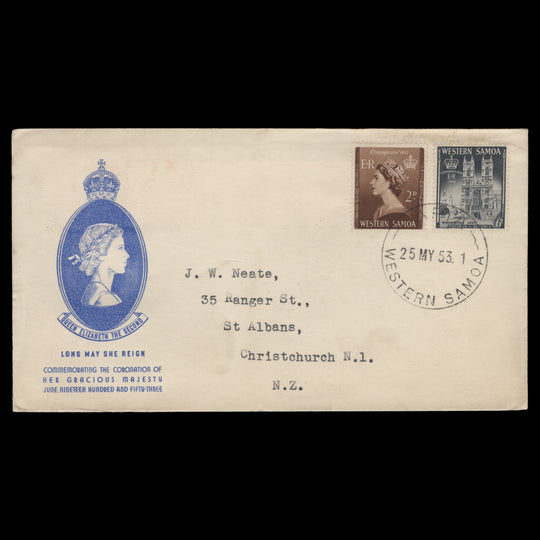 QUEEN ELIZABETH THE SECOND
LONG MAY SHE REIGN
COMMEMORATING THE CORONATION OF
HER GRACIOUS MAJESTY
JUNE, NINETEEN HUNDRED AND FIFTY-THREE
Coronation 1953
E R
2D
WESTERN SAMOA
WESTERN SAMOA
E R
25 MY 53. 1
WESTERN SAMOA
J. W. Neate,
35 Ranger St.,
St Albans,
Christchurch N.1.
N.Z.